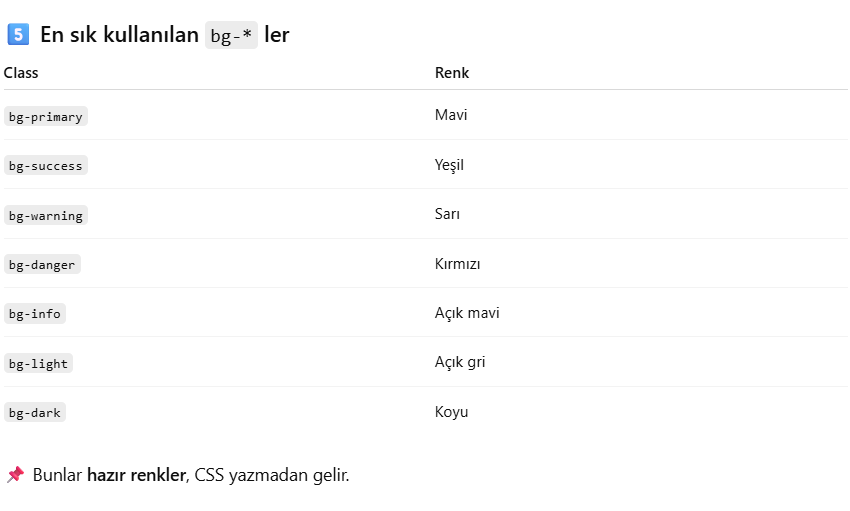 5 En sık kullanılan bg-* ler
Class Renk
bg-primary Mavi
bg-success Yeşil
bg-warning Sarı
bg-danger Kırmızı
bg-info Açık mavi
bg-light Açık gri
bg-dark Koyu
📌 Bunlar hazır renkler, CSS yazmadan gelir.